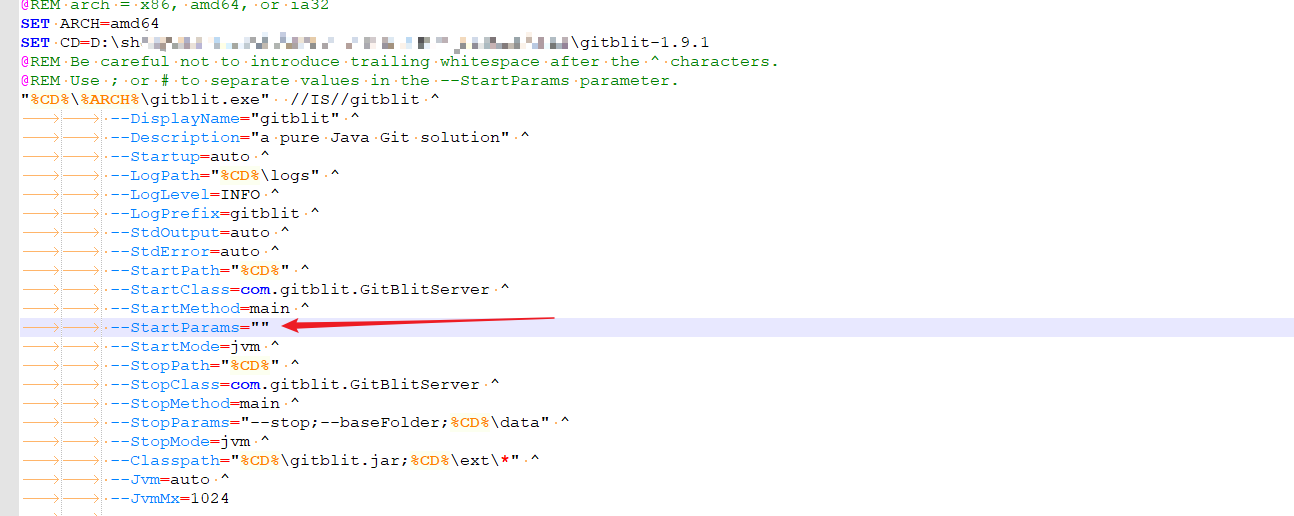 @REM arch = x86, amd64, or ia32
SET ARCH=amd64
SET CD=D:\sh \gitblit-1.9.1
@REM Be careful not to introduce trailing whitespace after the ^ characters.
@REM Use ; or # to separate values in the --StartParams parameter.
"%CD%\%ARCH%\gitblit.exe"  //IS//gitblit ^
--DisplayName="gitblit" ^
--Description="a pure Java Git solution" ^
--Startup=auto ^
--LogPath="%CD%\logs" ^
--LogLevel=INFO ^
--LogPrefix=gitblit ^
--StdOutput=auto ^
--StdError=auto ^
--StartPath="%CD%" ^
--StartClass=com.gitblit.GitBlitServer ^
--StartMethod=main ^
--StartParams=""
--StartMode=jvm ^
--StopPath="%CD%" ^
--StopClass=com.gitblit.GitBlitServer ^
--StopMethod=main ^
--StopParams="--stop;--baseFolder;%CD%\data" ^
--StopMode=jvm ^
--Classpath="%CD%\gitblit.jar;%CD%\ext\*" ^
--Jvm=auto ^
--JvmMx=1024